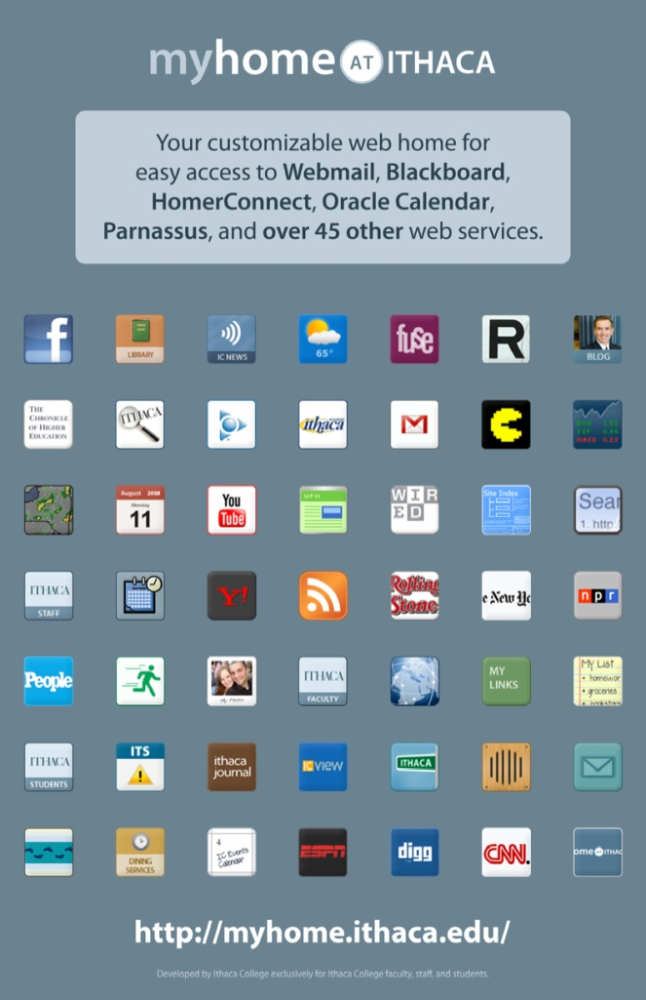 myhome AT ITHACA
Your customizable web home for
easy access to Webmail, Blackboard,
HomerConnect, Oracle Calendar,
Parnassus, and over 45 other web services.
f
LIBRARY
IC NEWS
65°
fuse
R
BLOG
THE
CHRONICLE
OF HIGHER
EDUCATION
ITHACA
ithaca
M
August 2008
Monday
11
You
Tube
WIRED
Site Index
Sear
1. http
ITHACA
STAFF
Y!
Rolling
Stone
e New Yo
npr
People
My Photo
ITHACA
FACULTY
MY
LINKS
My List
• homewor
• groceries
• bookstore
ITHACA
STUDENTS
ITS
ithaca
journal
ICVIEW
ITHACA
DINING
SERVICES
4
IC Events
Calendar
ESPN
digg
CNN.
ome AT ITHAC
http://myhome.ithaca.edu/
Developed by Ithaca College exclusively for Ithaca College faculty, staff, and students.